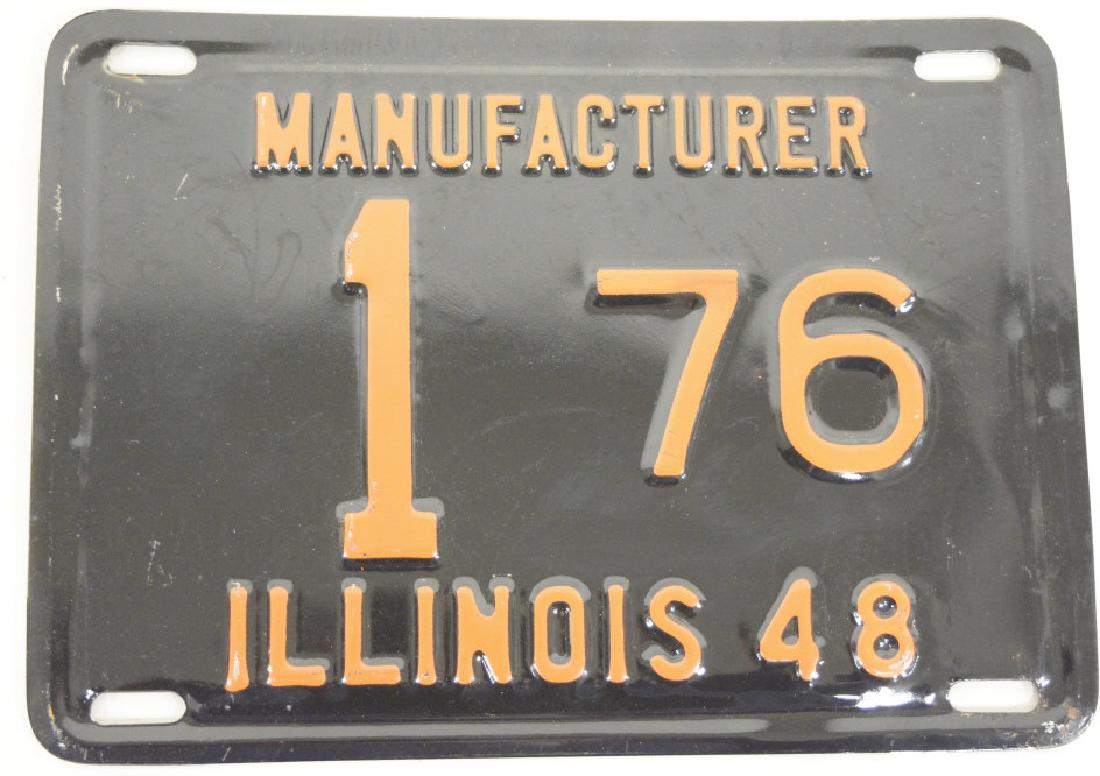 MANUFACTURER
1 76
ILLINOIS 48